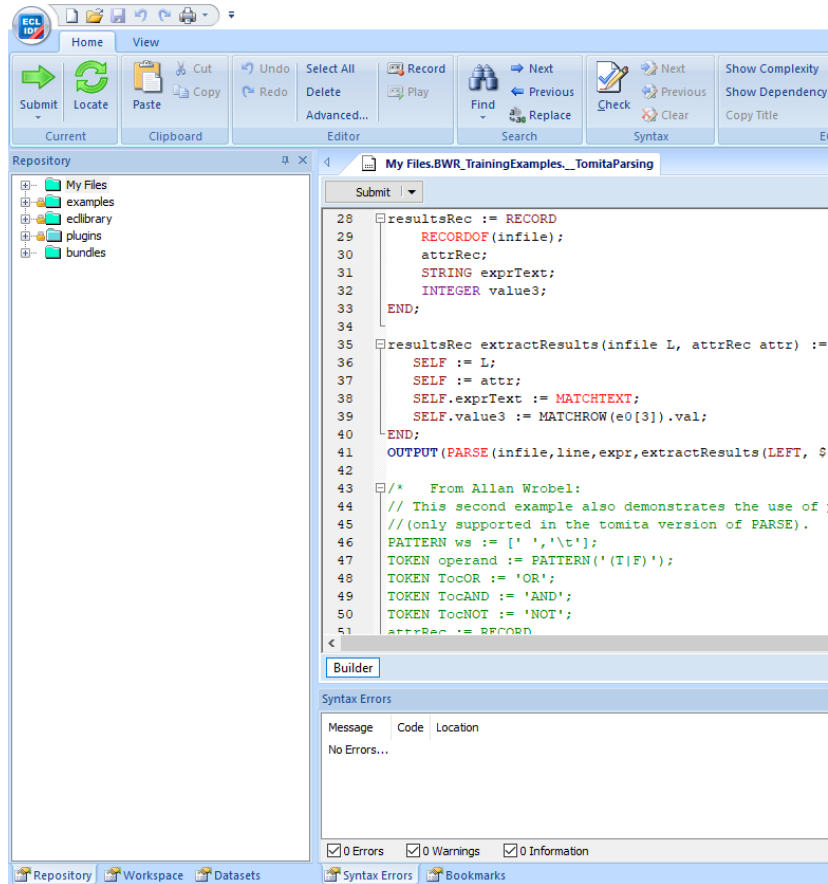 ECL
IDE
Home View
Submit Locate
Current
Paste
Cut
Copy
Clipboard
Undo
Redo
Select All
Delete
Advanced...
Record
Play
Editor
Find
Next
Previous
Replace
Search
Check
Next
Previous
Clear
Syntax
Show Complexity
Show Dependency
Copy Title
Repository
My Files
examples
eclibrary
plugins
bundles
My Files.BWR_TrainingExamples.__TomitaParsing
Submit
28 resultsRec := RECORD
29 RECORDOF(infile);
30 attrRec;
31 STRING exprText;
32 INTEGER value3;
33 END;
34
35 resultsRec extractResults(infile L, attrRec attr) :=
36 SELF := L;
37 SELF := attr;
38 SELF.exprText := MATCHTEXT;
39 SELF.value3 := MATCHROW(e0[3]).val;
40 END;
41 OUTPUT(PARSE(infile,line,expr,extractResults(LEFT, $
42
43 /* From Allan Wrobel:
44 // This second example also demonstrates the use of
45 //(only supported in the tomita version of PARSE).
46 PATTERN ws := [' ','\t'];
47 TOKEN operand := PATTERN('(T|F)');
48 TOKEN TocOR := 'OR';
49 TOKEN TocAND := 'AND';
50 TOKEN TocNOT := 'NOT';
51 attrRec := RECORD
Builder
Syntax Errors
Message Code Location
No Errors...
0 Errors 0 Warnings 0 Information
Repository Workspace Datasets
Syntax Errors Bookmarks